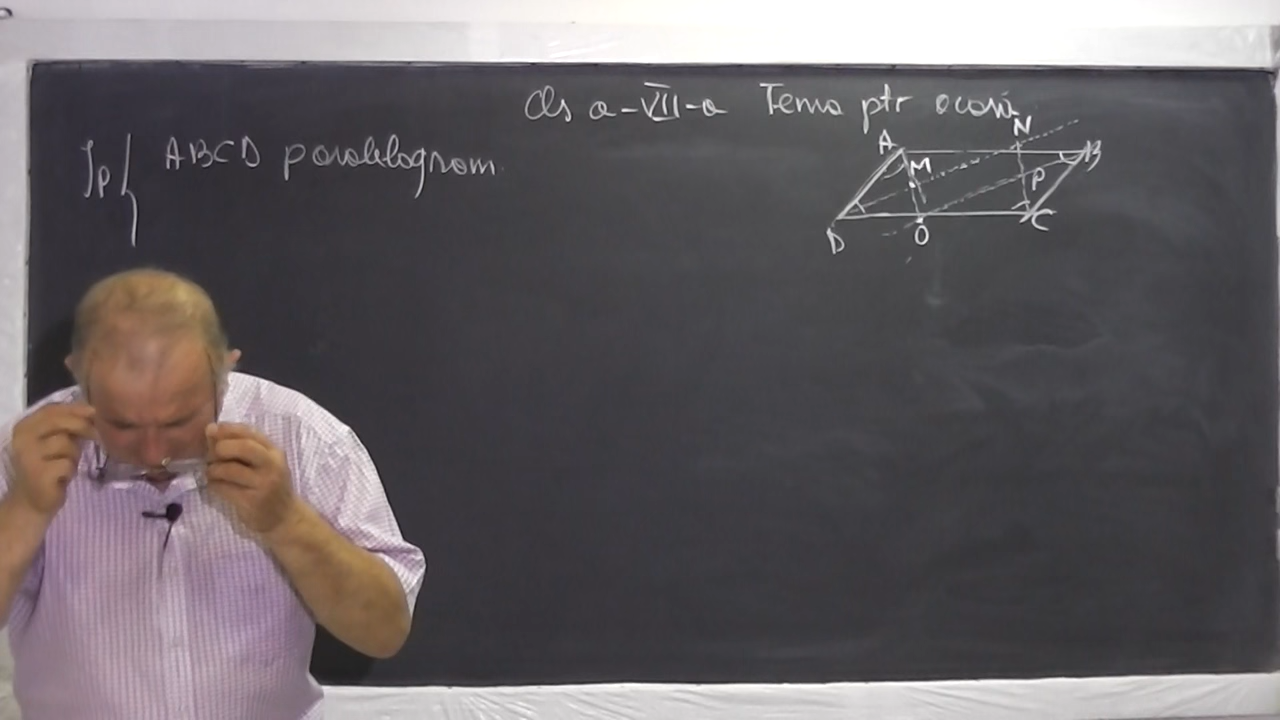 Cls a-VII-a Tema ptr acasă
Ip { ABCD paralelogram.
A M N B
P
D O C